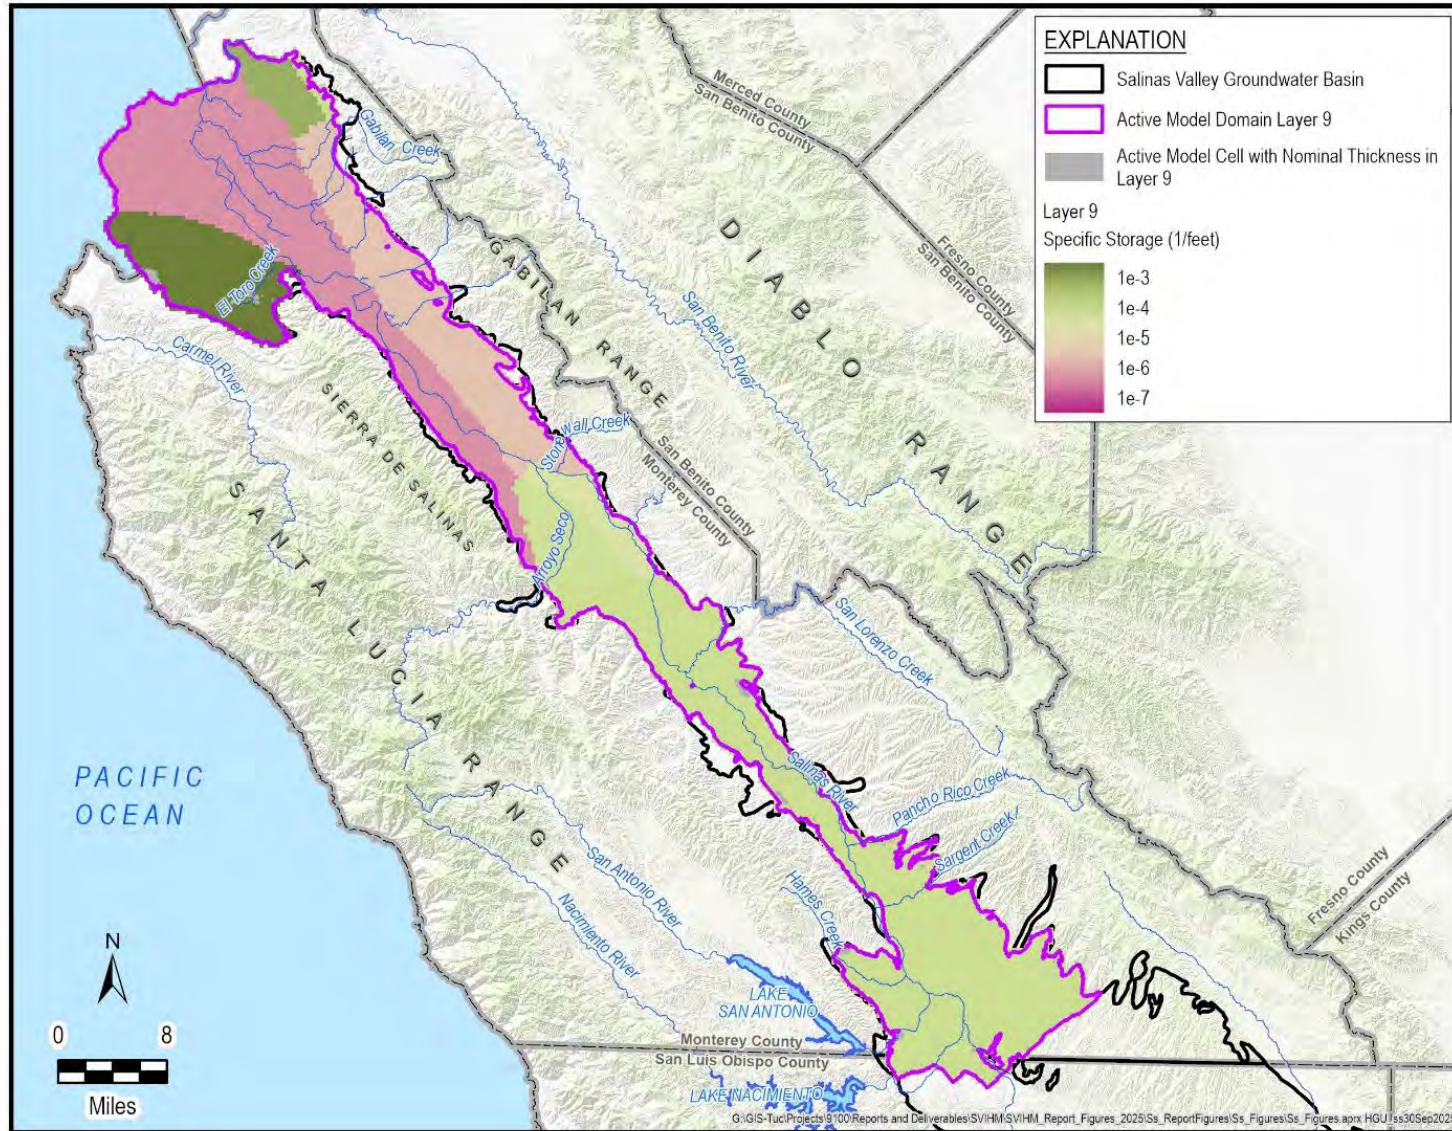 EXPLANATION
Salinas Valley Groundwater Basin
Active Model Domain Layer 9
Active Model Cell with Nominal Thickness in
Layer 9
Layer 9
Specific Storage (1/feet)
1e-3
1e-4
1e-5
1e-6
1e-7
Merced County
San Benito County
Fresno County
San Benito County
Gabilan Creek
GABILAN RANGE
DIABLO RANGE
San Benito River
El Toro Creek
Carmel River
SIERRA DE SALINAS
Stonewall Creek
San Benito County
Monterey County
SANTA LUCIA RANGE
Arroyo Seco
San Lorenzo Creek
PACIFIC
OCEAN
Salinas River
Pancho Rico Creek
Sargent Creek
Hames Creek
San Antonio River
Nacimiento River
Fresno County
Kings County
N
0 8
Miles
LAKE
SAN ANTONIO
Monterey County
San Luis Obispo County
LAKE NACIMIENTO